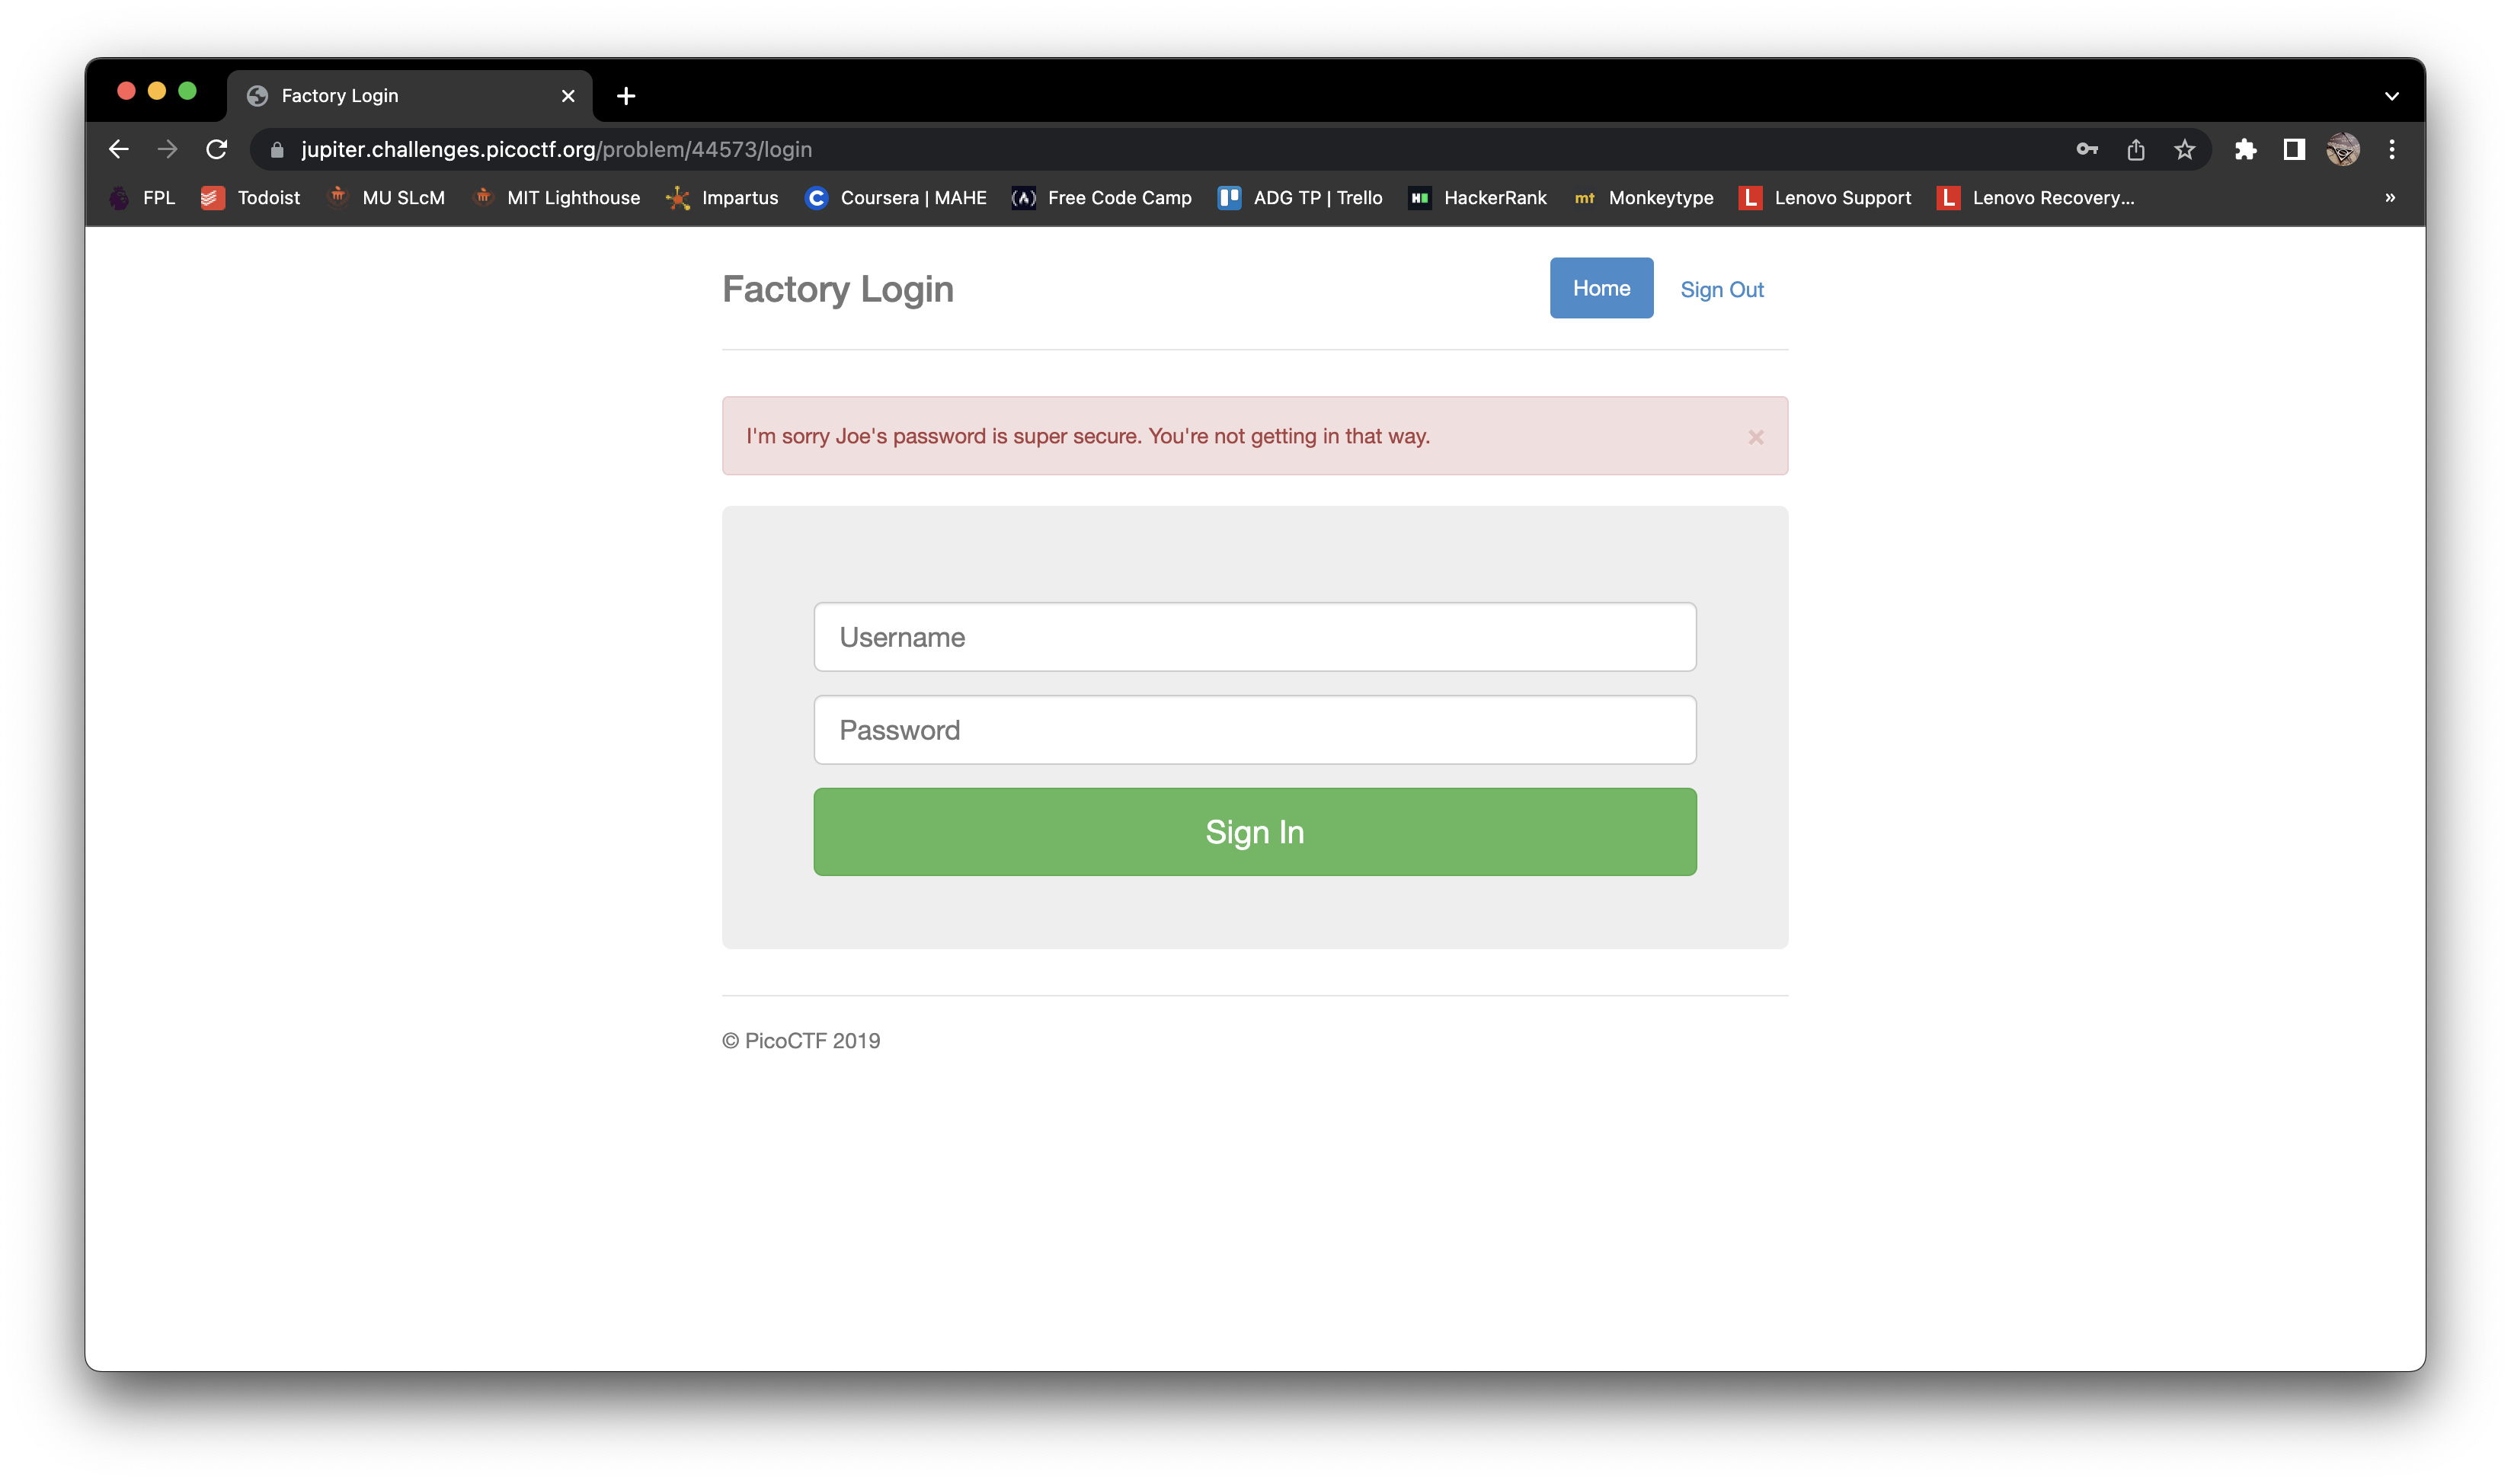 Factory Login
jupiter.challenges.picoctf.org/problem/44573/login
FPL Todoist MU SLcM MIT Lighthouse Impartus C Coursera | MAHE Free Code Camp ADG TP | Trello HackerRank mt Monkeytype L Lenovo Support L Lenovo Recovery... »
Factory Login Home Sign Out
I'm sorry Joe's password is super secure. You're not getting in that way. ×
Username
Password
Sign In
© PicoCTF 2019